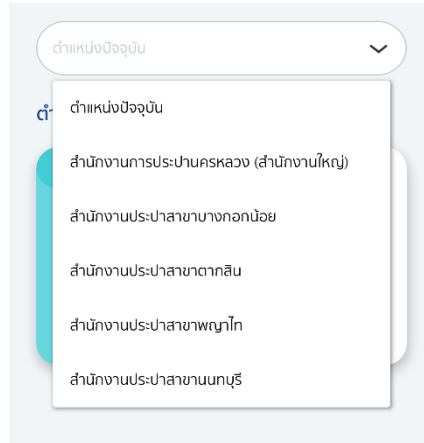 ตำแหน่งปัจจุบัน
ตำแหน่งปัจจุบัน
สำนักงานการประปานครหลวง (สำนักงานใหญ่)
สำนักงานประปาสาขาบางกอกน้อย
สำนักงานประปาสาขาตากสิน
สำนักงานประปาสาขาพญาไท
สำนักงานประปาสาขานนทบุรี